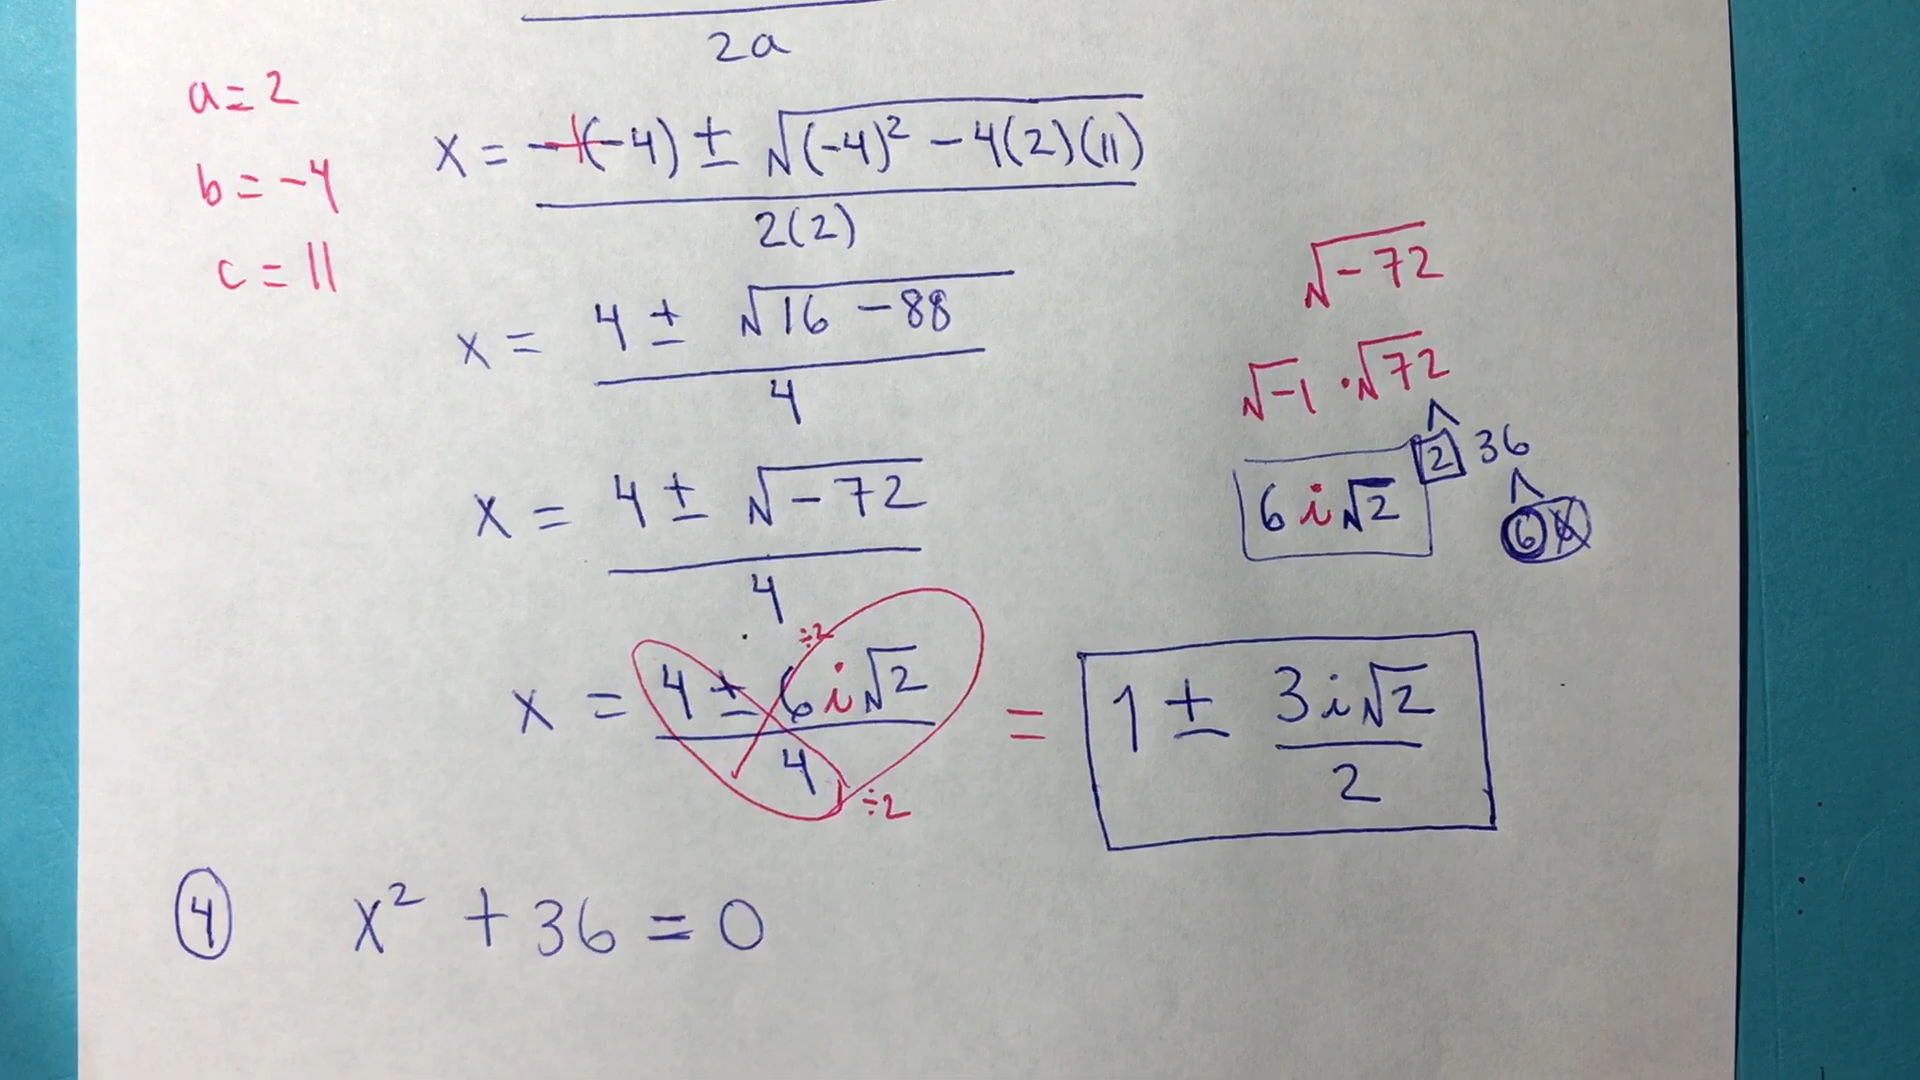 2a
a = 2
b = -4
c = 11
x = -(-4) ± √(-4)² - 4(2)(11)
2(2)
x = 4 ± √16 - 88
4
x = 4 ± √-72
4
x = 4 ± 6i√2 = 1 ± 3i√2
4 2
÷2
÷2
√-72
√-1 · √72
2 36
6i√2
6 6
④ x² + 36 = 0